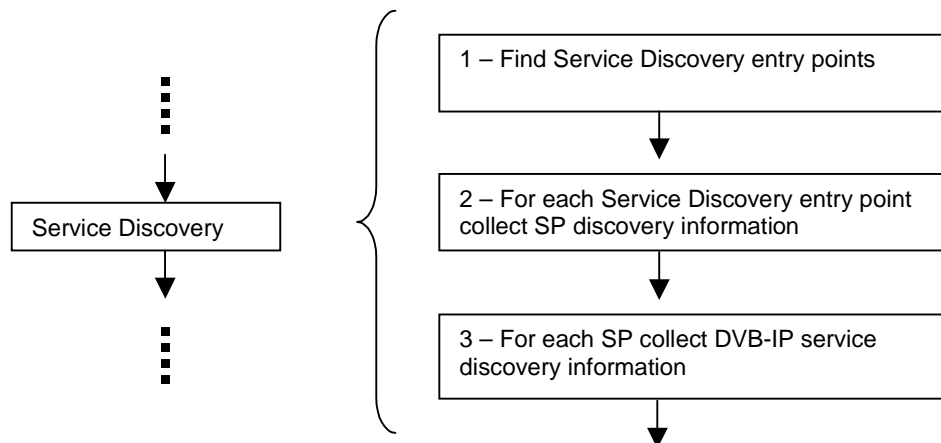 Service Discovery
1 – Find Service Discovery entry points
2 – For each Service Discovery entry point
collect SP discovery information
3 – For each SP collect DVB-IP service
discovery information